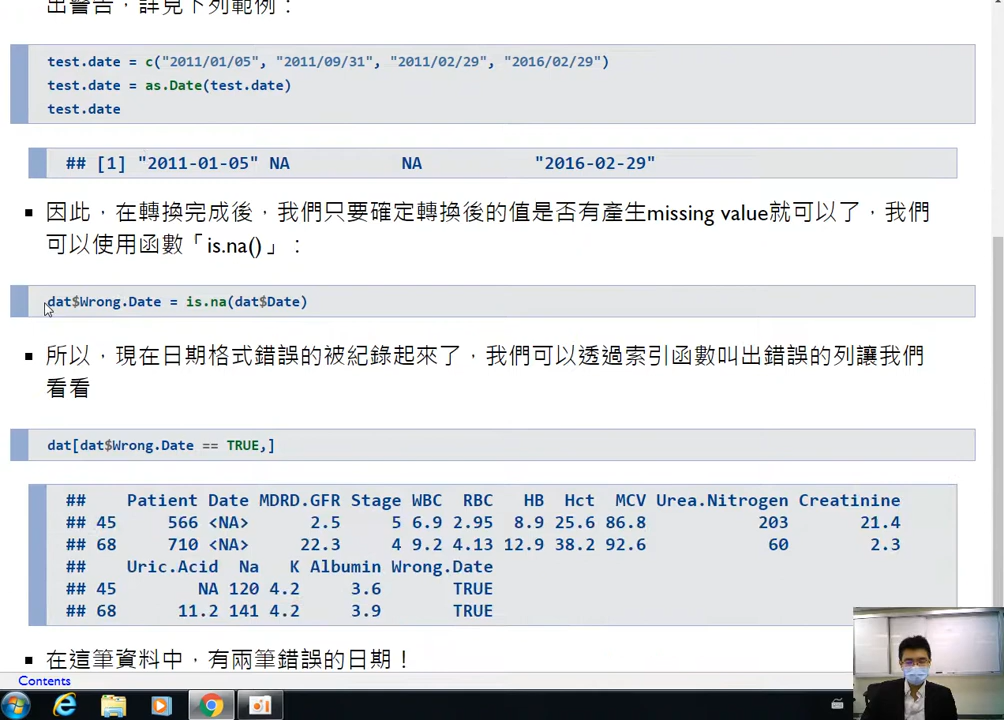 出警告，詳見下列範例：
test.date = c("2011/01/05", "2011/09/31", "2011/02/29", "2016/02/29")
test.date = as.Date(test.date)
test.date
## [1] "2011-01-05" NA           NA           "2016-02-29"
▪ 因此，在轉換完成後，我們只要確定轉換後的值是否有產生missing value就可以了，我們
可以使用函數「is.na()」：
dat$Wrong.Date = is.na(dat$Date)
▪ 所以，現在日期格式錯誤的被紀錄起來了，我們可以透過索引函數叫出錯誤的列讓我們
看看
dat[dat$Wrong.Date == TRUE,]
##    Patient Date MDRD.GFR Stage WBC  RBC   HB  Hct  MCV Urea.Nitrogen Creatinine
## 45     566 <NA>      2.5     5 6.9 2.95  8.9 25.6 86.8           203       21.4
## 68     710 <NA>     22.3     4 9.2 4.13 12.9 38.2 92.6            60        2.3
##    Uric.Acid  Na   K Albumin Wrong.Date
## 45        NA 120 4.2     3.6       TRUE
## 68      11.2 141 4.2     3.9       TRUE
▪ 在這筆資料中，有兩筆錯誤的日期！
Contents